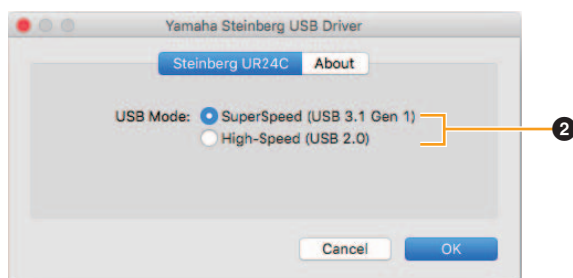 Yamaha Steinberg USB Driver
Steinberg UR24C About
USB Mode: SuperSpeed (USB 3.1 Gen 1)
High-Speed (USB 2.0)
2
Cancel OK